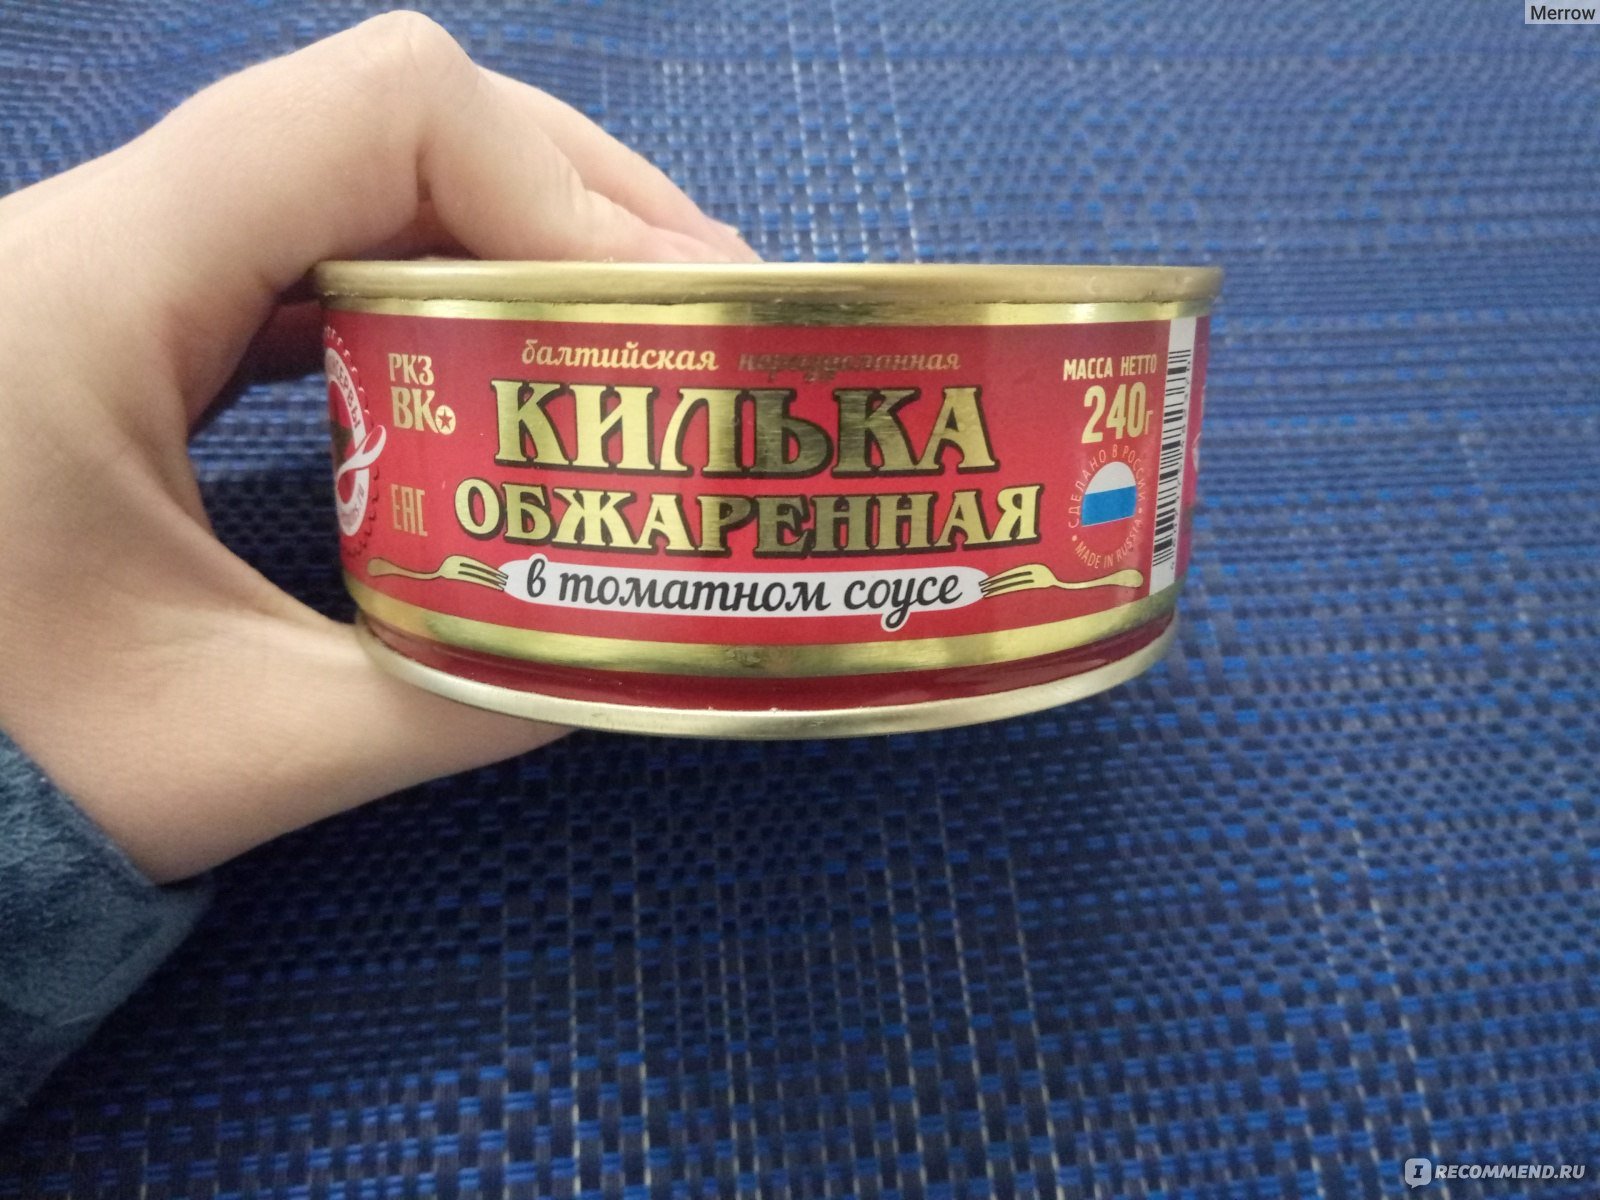 Merrow
РКЗ
ВК
ЕАС
балтийская неразделанная
КИЛЬКА
ОБЖАРЕННАЯ
в томатном соусе
МАССА НЕТТО
240г
СДЕЛАНО В РОССИИ
MADE IN RUSSIA
IRECOMMEND.RU